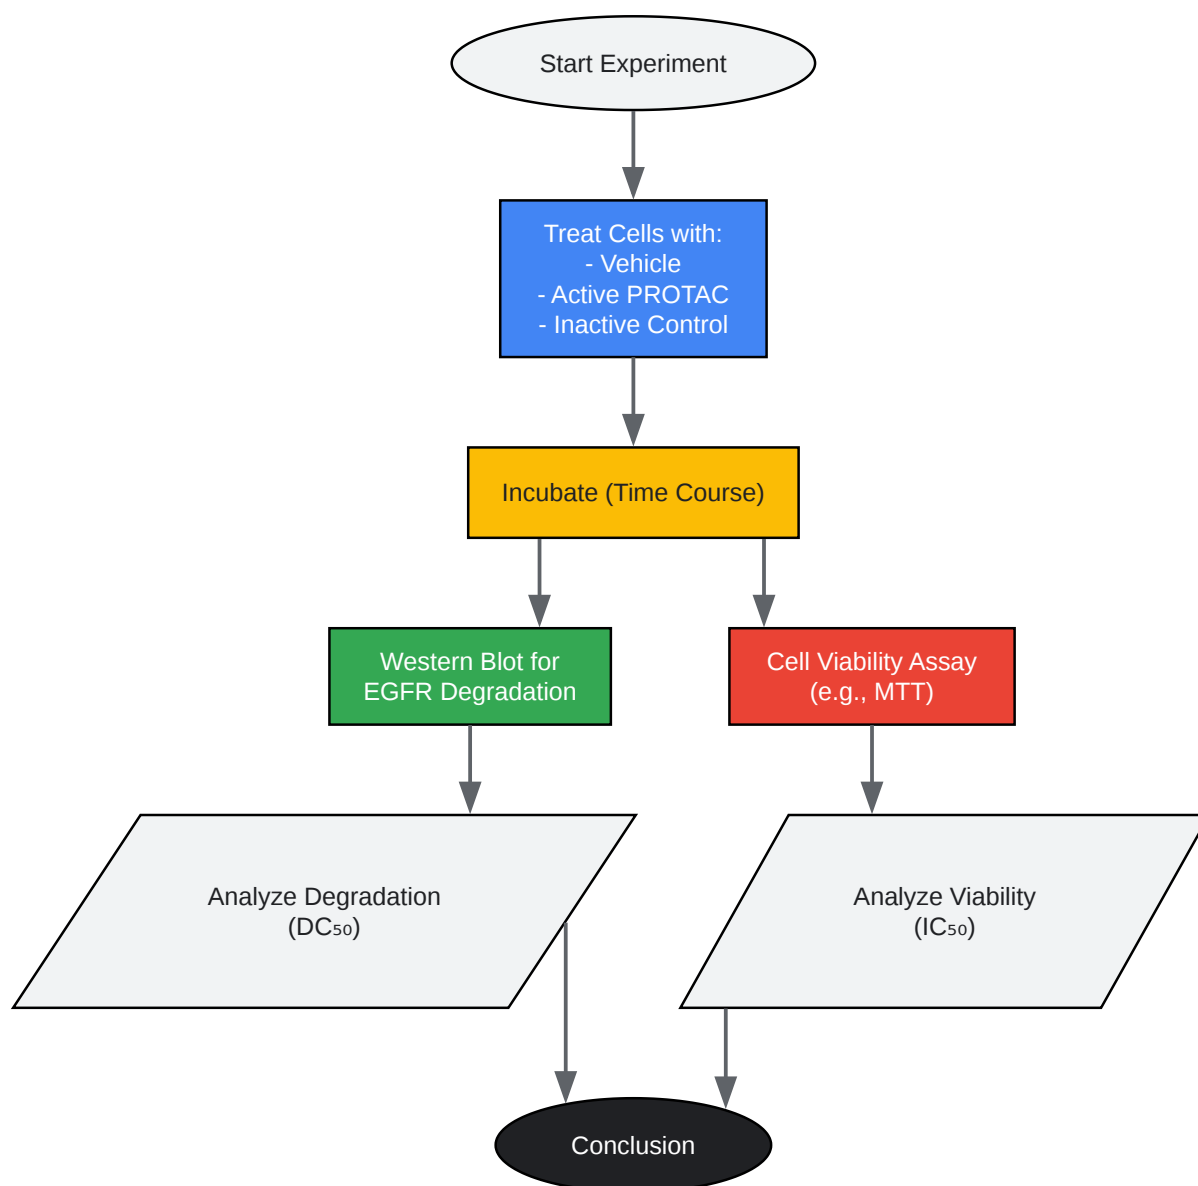 Start Experiment
Treat Cells with:
- Vehicle
- Active PROTAC
- Inactive Control
Incubate (Time Course)
Western Blot for
EGFR Degradation
Cell Viability Assay
(e.g., MTT)
Analyze Degradation
(DC₅₀)
Analyze Viability
(IC₅₀)
Conclusion